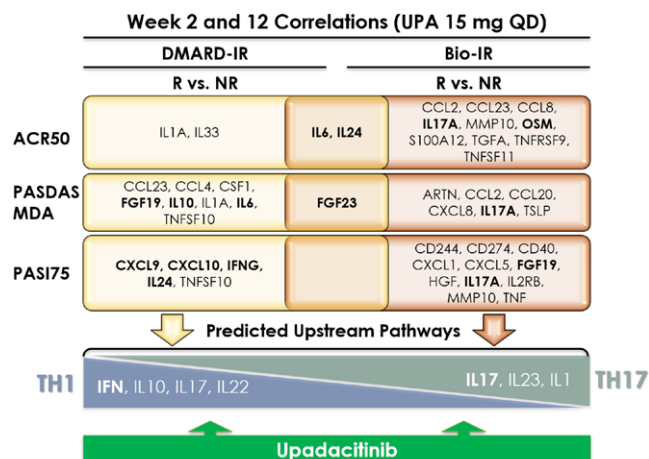 Week 2 and 12 Correlations (UPA 15 mg QD)
DMARD-IR
Bio-IR
R vs. NR
R vs. NR
ACR50
IL1A, IL33
IL6, IL24
CCL2, CCL23, CCL8,
IL17A, MMP10, OSM,
S100A12, TGFA, TNFRSF9,
TNFSF11
PASDAS
MDA
CCL23, CCL4, CSF1,
FGF19, IL10, IL1A, IL6,
TNFSF10
FGF23
ARTN, CCL2, CCL20,
CXCL8, IL17A, TSLP
PASI75
CXCL9, CXCL10, IFNG,
IL24, TNFSF10
CD244, CD274, CD40,
CXCL1, CXCL5, FGF19,
HGF, IL17A, IL2RB,
MMP10, TNF
Predicted Upstream Pathways
TH1
IFN, IL10, IL17, IL22
IL17, IL23, IL1
TH17
Upadacitinib